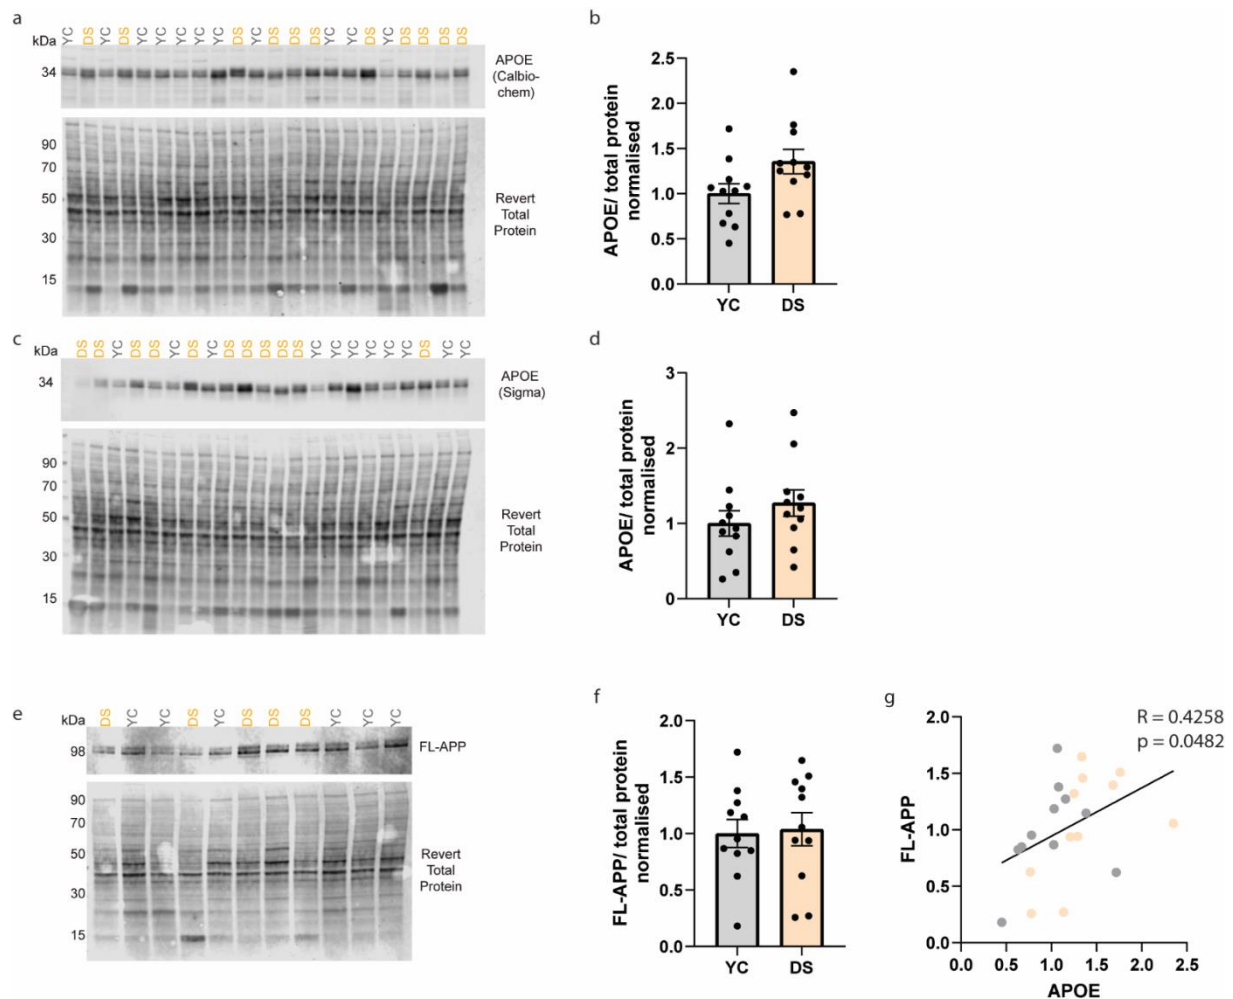 a
kDa YC DS YC DS YC YC YC YC YC DS YC DS DS DS YC YC DS YC DS DS DS DS
34
APOE
(Calbio-
chem)
90
70
50
30
15
Revert
Total
Protein
b
APOE/ total protein
normalised
2.5
2.0
1.5
1.0
0.5
0.0
YC DS
c
kDa DS DS YC DS DS YC DS YC DS DS DS DS DS YC YC YC YC YC YC DS YC YC
34
APOE
(Sigma)
90
70
50
30
15
Revert
Total
Protein
d
APOE/ total protein
normalised
3
2
1
0
YC DS
e
kDa DS YC YC DS YC DS DS DS YC YC YC
98
FL-APP
90
70
50
30
15
Revert
Total
Protein
f
FL-APP/ total protein
normalised
2.0
1.5
1.0
0.5
0.0
YC DS
g
R = 0.4258
p = 0.0482
FL-APP
2.0
1.5
1.0
0.5
0.0
0.0 0.5 1.0 1.5 2.0 2.5
APOE